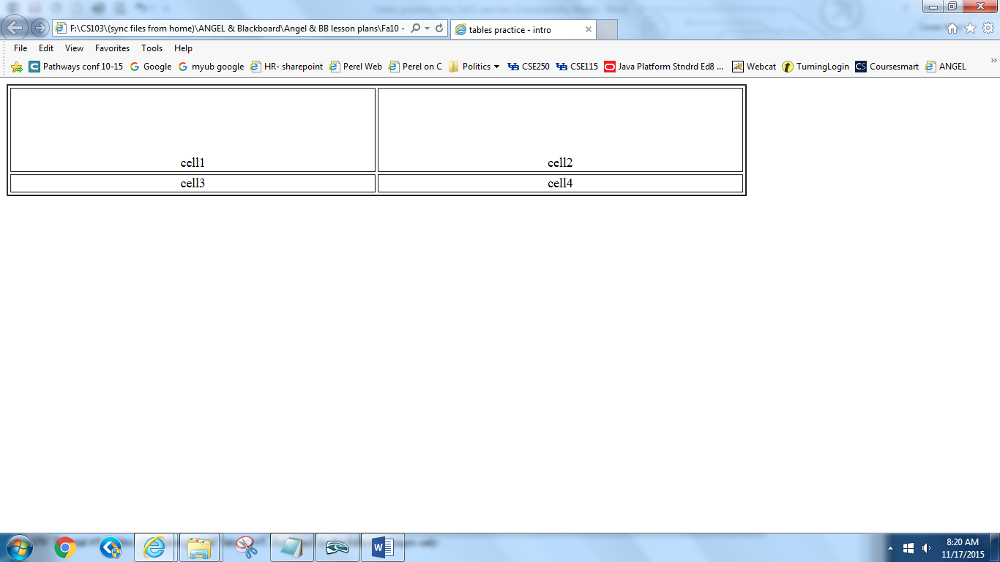 F:\CS103\(sync files from home)\ANGEL & Blackboard\Angel & BB lesson plans\Fa10 -
tables practice - intro
File Edit View Favorites Tools Help
Pathways conf 10-15 Google myub google HR- sharepoint Perel Web Perel on C Politics CSE250 CSE115 Java Platform Stndrd Ed8 ... Webcat TurningLogin CS Coursesmart ANGEL
cell1 cell2
cell3 cell4
8:20 AM
11/17/2015